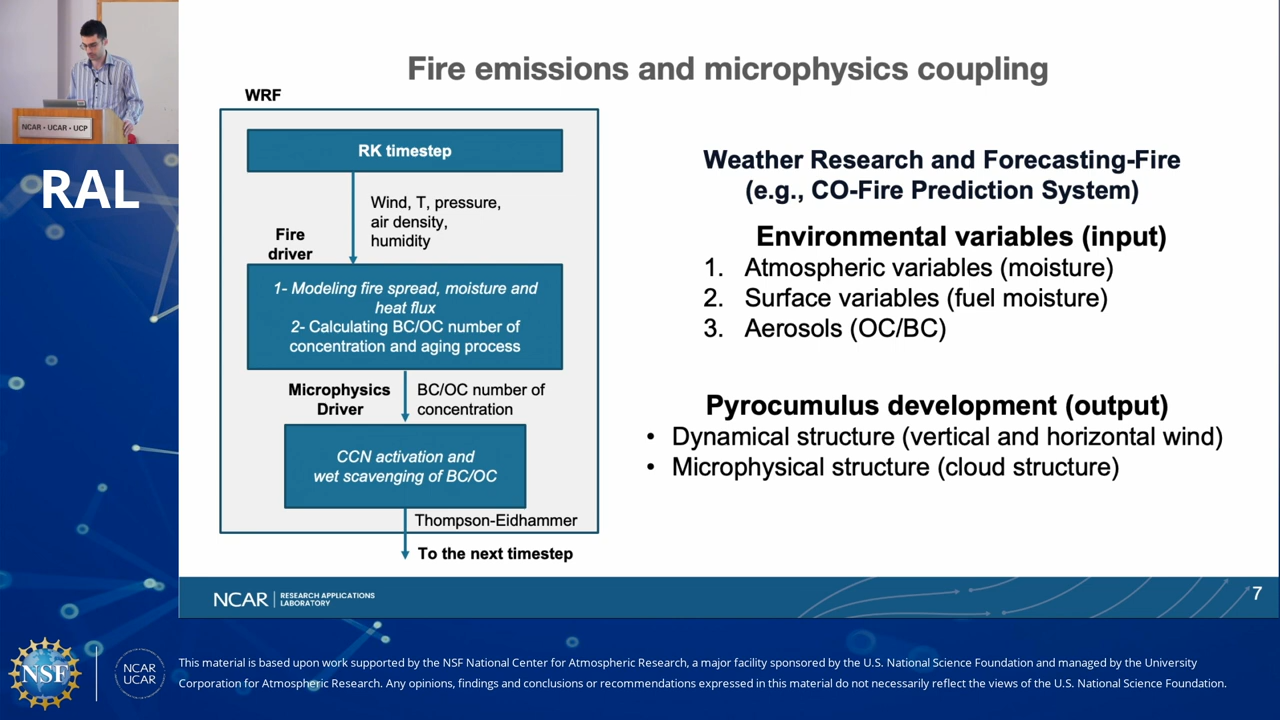 NCAR • UCAR • UCP
RAL
Fire emissions and microphysics coupling
WRF
RK timestep
Wind, T, pressure,
air density,
humidity
Fire
driver
1- Modeling fire spread, moisture and
heat flux
2- Calculating BC/OC number of
concentration and aging process
Microphysics
Driver
BC/OC number of
concentration
CCN activation and
wet scavenging of BC/OC
Thompson-Eidhammer
To the next timestep
Weather Research and Forecasting-Fire
(e.g., CO-Fire Prediction System)
Environmental variables (input)
1. Atmospheric variables (moisture)
2. Surface variables (fuel moisture)
3. Aerosols (OC/BC)
Pyrocumulus development (output)
• Dynamical structure (vertical and horizontal wind)
• Microphysical structure (cloud structure)
NCAR | RESEARCH APPLICATIONS
LABORATORY
7
NSF
NCAR
UCAR
This material is based upon work supported by the NSF National Center for Atmospheric Research, a major facility sponsored by the U.S. National Science Foundation and managed by the University
Corporation for Atmospheric Research. Any opinions, findings and conclusions or recommendations expressed in this material do not necessarily reflect the views of the U.S. National Science Foundation.